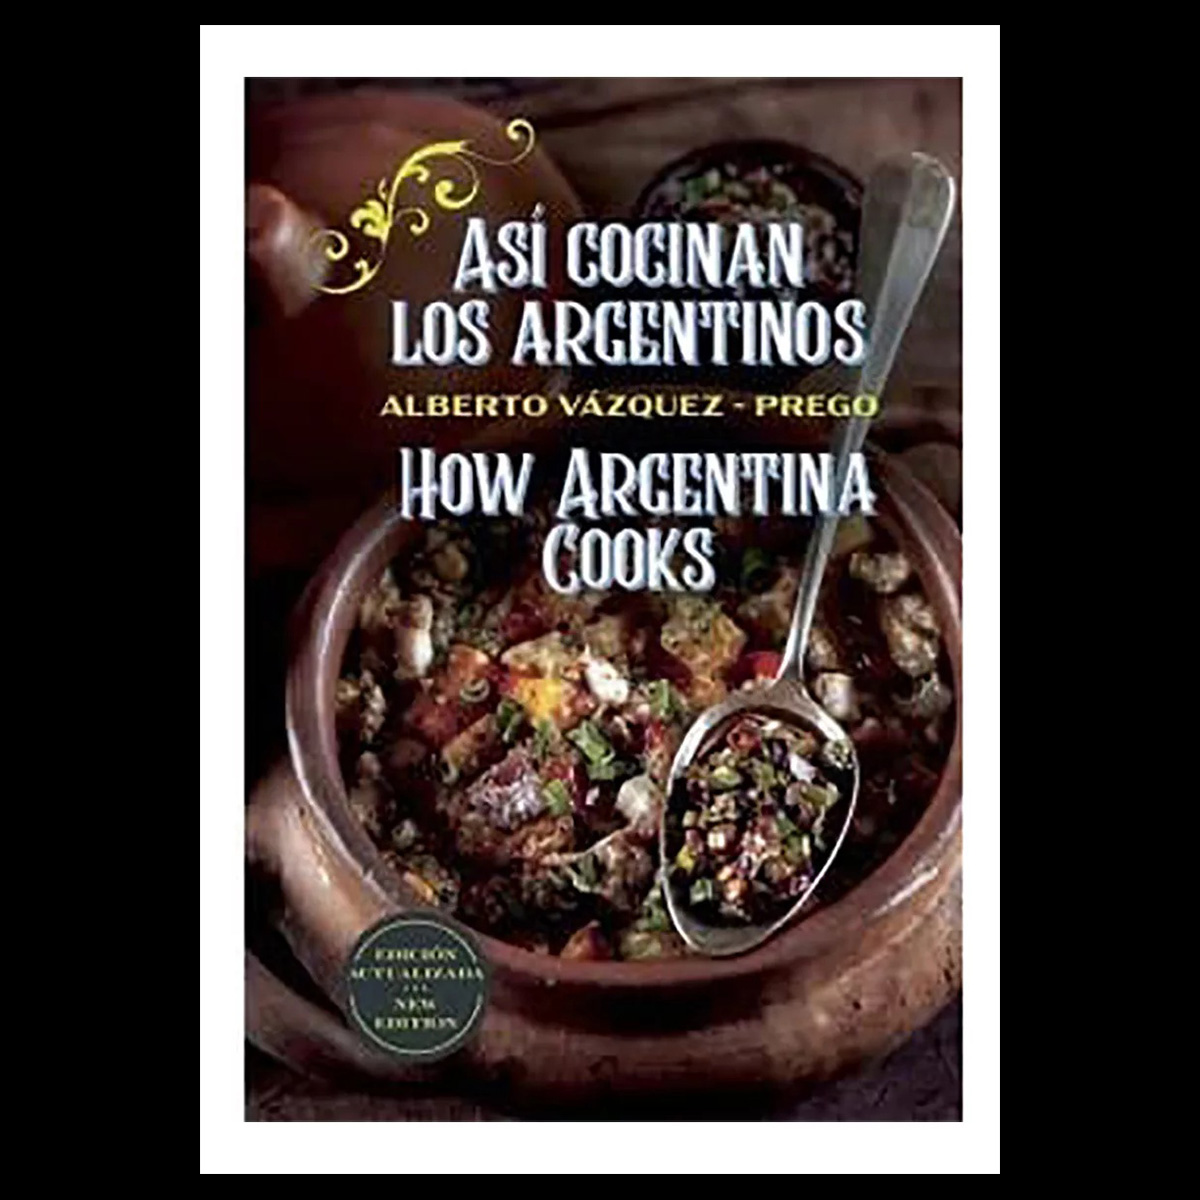 ASÍ COCINAN
LOS ARGENTINOS
ALBERTO VÁZQUEZ - PREGO
HOW ARGENTINA
COOKS
EDICIÓN
ACTUALIZADA
NEW
EDITION